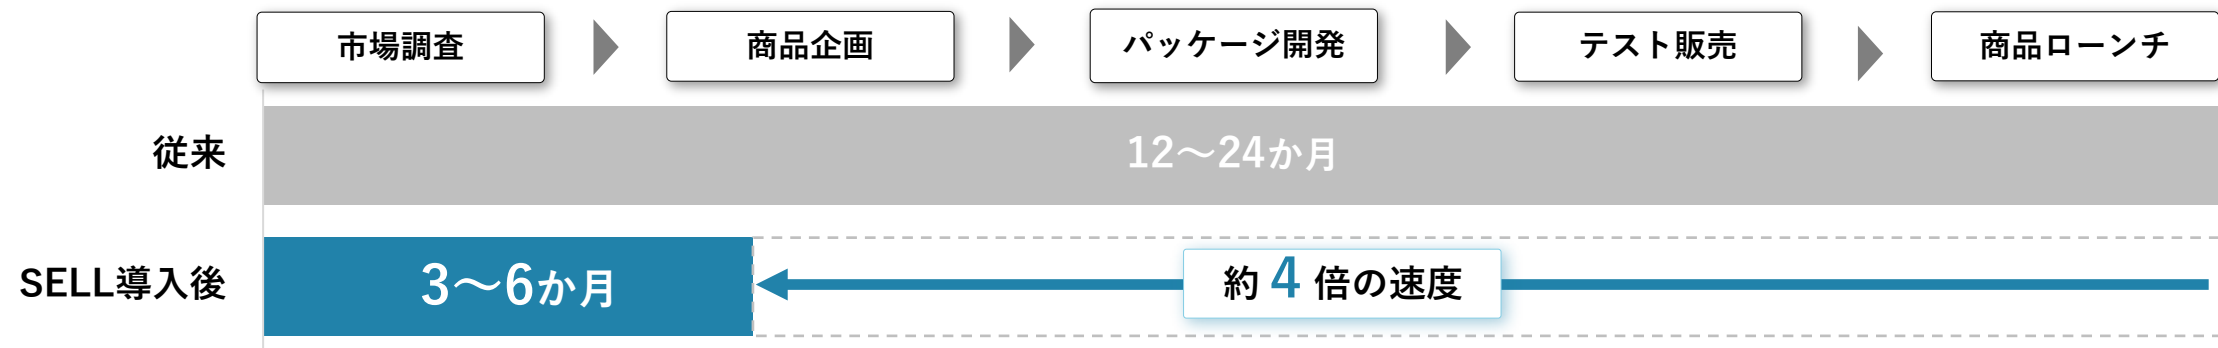 市場調査
商品企画
パッケージ開発
テスト販売
商品ローンチ
従来
12～24か月
SELL導入後
3～6か月
約 4 倍の速度